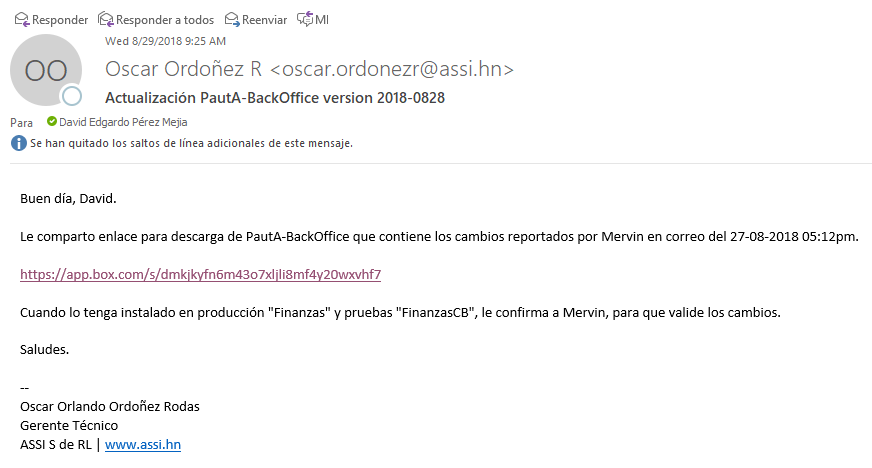 Responder Responder a todos Reenviar MI
Wed 8/29/2018 9:25 AM
OO
Oscar Ordoñez R <oscar.ordonezr@assi.hn>
Actualización PautA-BackOffice version 2018-0828
Para David Edgardo Pérez Mejia
Se han quitado los saltos de línea adicionales de este mensaje.
Buen día, David.
Le comparto enlace para descarga de PautA-BackOffice que contiene los cambios reportados por Mervin en correo del 27-08-2018 05:12pm.
https://app.box.com/s/dmkjkyfn6m43o7xljli8mf4y20wxvhf7
Cuando lo tenga instalado en producción "Finanzas" y pruebas "FinanzasCB", le confirma a Mervin, para que valide los cambios.
Saludes.
--
Oscar Orlando Ordoñez Rodas
Gerente Técnico
ASSI S de RL | www.assi.hn